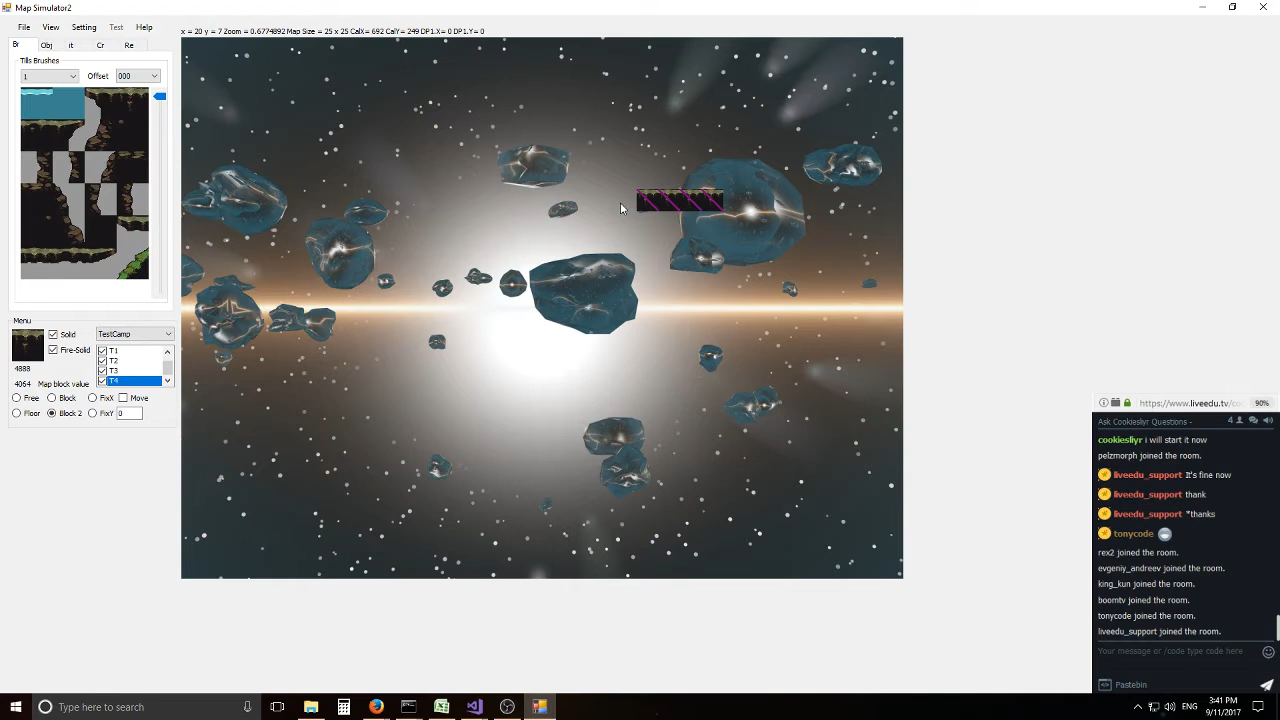 Map Simulator2
File View Setting Test Help
x = 20 y = 7 Zoom = 0.6774892 Map Size = 25 x 25 CalX= 692 CalY= 249 DP1.X= 0 DP1.Y= 0
Br Obj It Cr Re
Tills Brushes
1 Offset 000
Menu
Solid TestCamp
Fire-Solid T1
T2
4888 T3
4064 Map block value T4
Free Block FixX Move
Floor Block 2 FixY 0
https://www.liveedu.tv/co 90%
Ask Cookiesliyr Questions - 4
cookiesliyr i will start it now
pelzmorph joined the room.
liveedu_support It's fine now
liveedu_support thank
liveedu_support *thanks
tonycode
rex2 joined the room.
evgeniy_andreev joined the room.
king_kun joined the room.
boomtv joined the room.
tonycode joined the room.
liveedu_support joined the room.
Your message or /code type code here
Pastebin
Type here to search
ENG
3:41 PM
9/11/2017